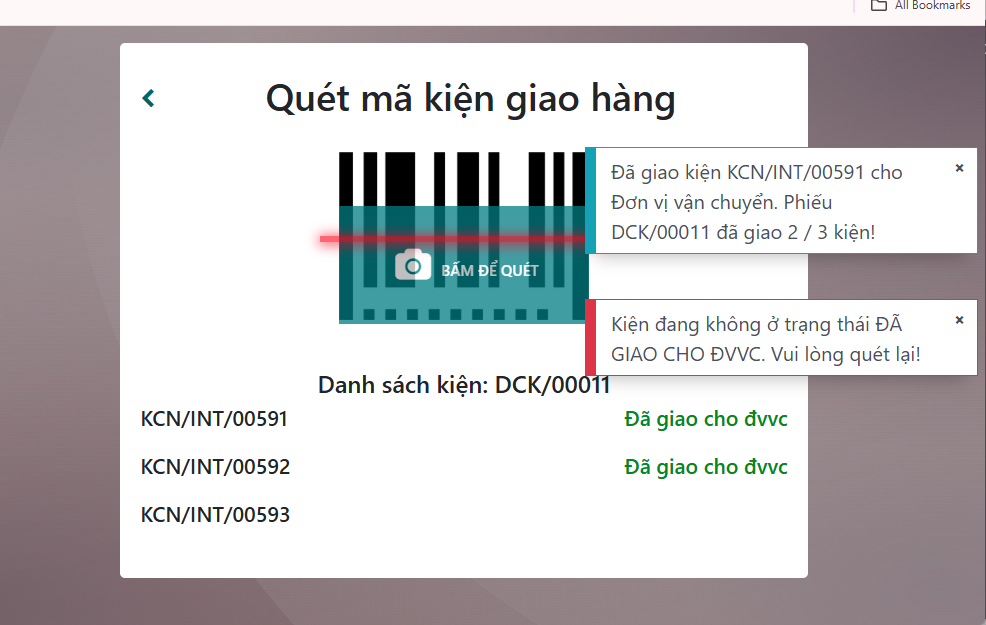 All Bookmarks
Quét mã kiện giao hàng
Đã giao kiện KCN/INT/00591 cho
Đơn vị vận chuyển. Phiếu
DCK/00011 đã giao 2 / 3 kiện!
BẤM ĐỂ QUÉT
Kiện đang không ở trạng thái ĐÃ
GIAO CHO ĐVVC. Vui lòng quét lại!
Danh sách kiện: DCK/00011
KCN/INT/00591 Đã giao cho đvvc
KCN/INT/00592 Đã giao cho đvvc
KCN/INT/00593